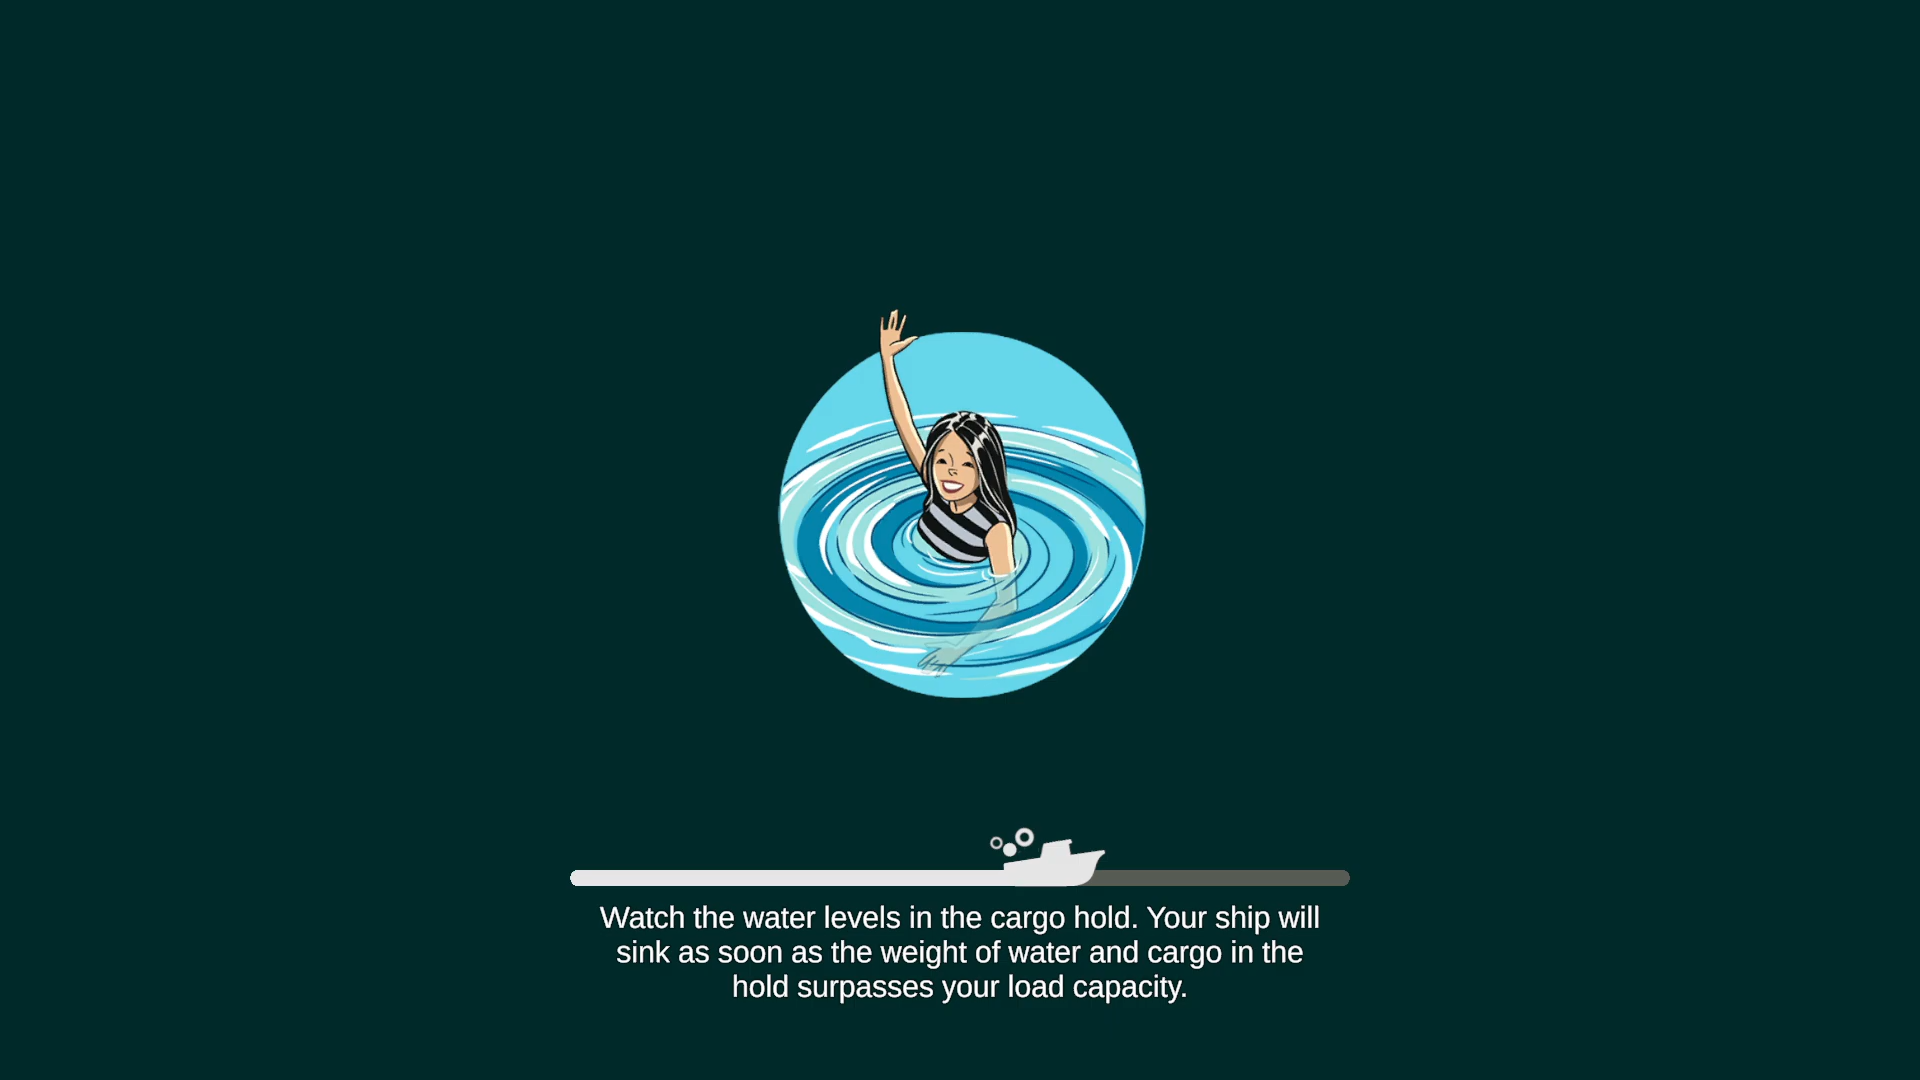 Watch the water levels in the cargo hold. Your ship will
sink as soon as the weight of water and cargo in the
hold surpasses your load capacity.